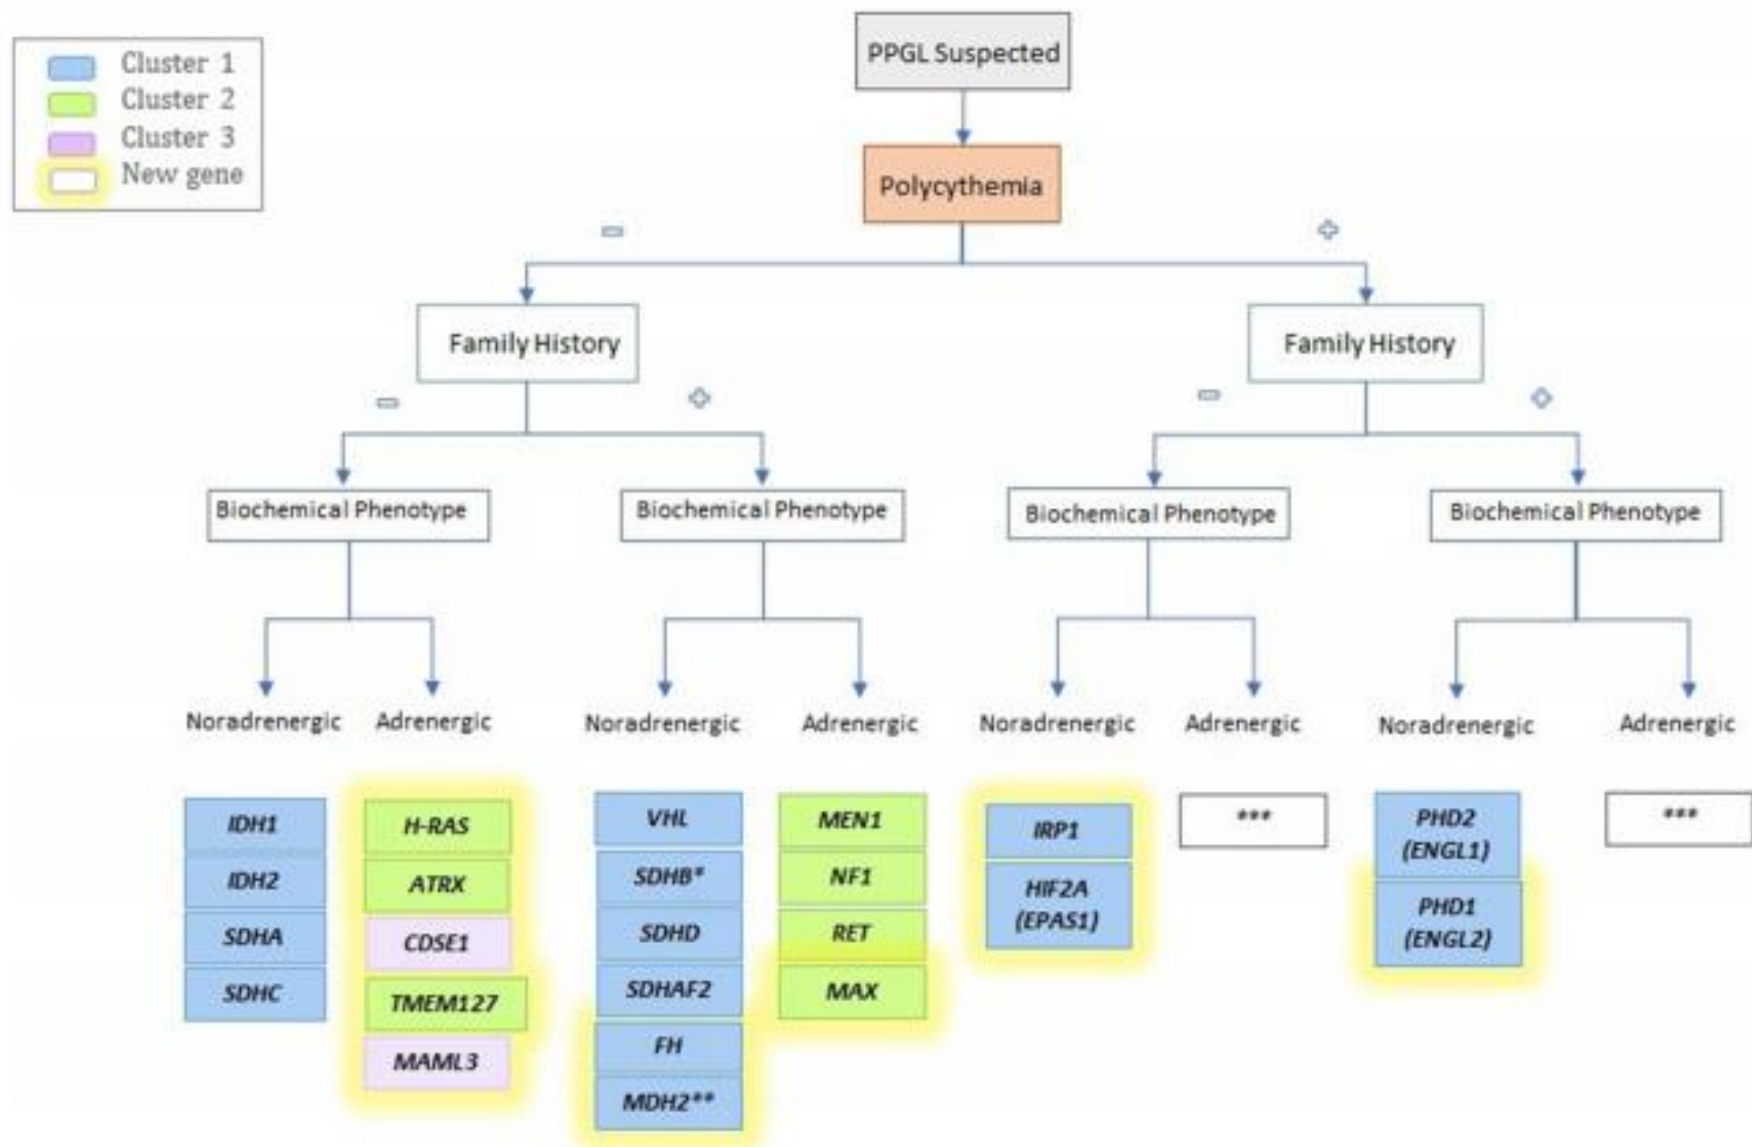 PPGL Suspected
Cluster 1
Cluster 2
Cluster 3
New gene
Polycythemia
Family History
Family History
Biochemical Phenotype
Biochemical Phenotype
Biochemical Phenotype
Biochemical Phenotype
Noradrenergic
Adrenergic
Noradrenergic
Adrenergic
Noradrenergic
Adrenergic
Noradrenergic
Adrenergic
IDH1
IDH2
SDHA
SDHC
H-RAS
ATRX
CDSE1
TMEM127
MAML3
VHL
SDHB*
SDHD
SDHAF2
FH
MDH2**
MEN1
NF1
RET
MAX
IRP1
HIF2A
(EPAS1)
***
PHD2
(ENGL1)
PHD1
(ENGL2)
***